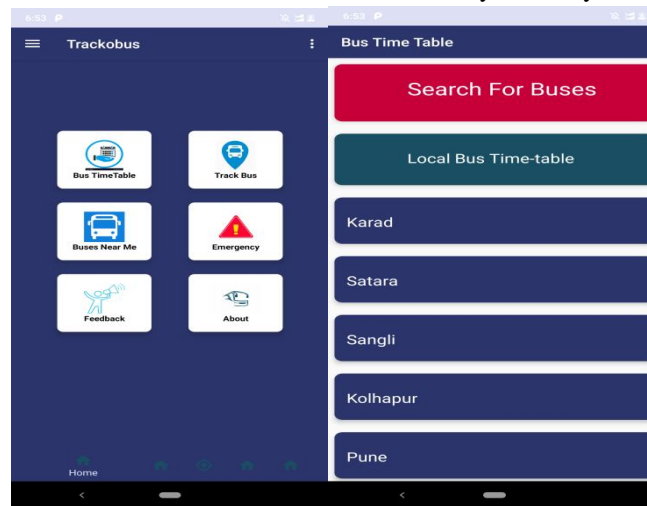 6:53
Trackobus
Bus TimeTable
Track Bus
Buses Near Me
Emergency
Feedback
About
Home
6:53
Bus Time Table
Search For Buses
Local Bus Time-table
Karad
Satara
Sangli
Kolhapur
Pune